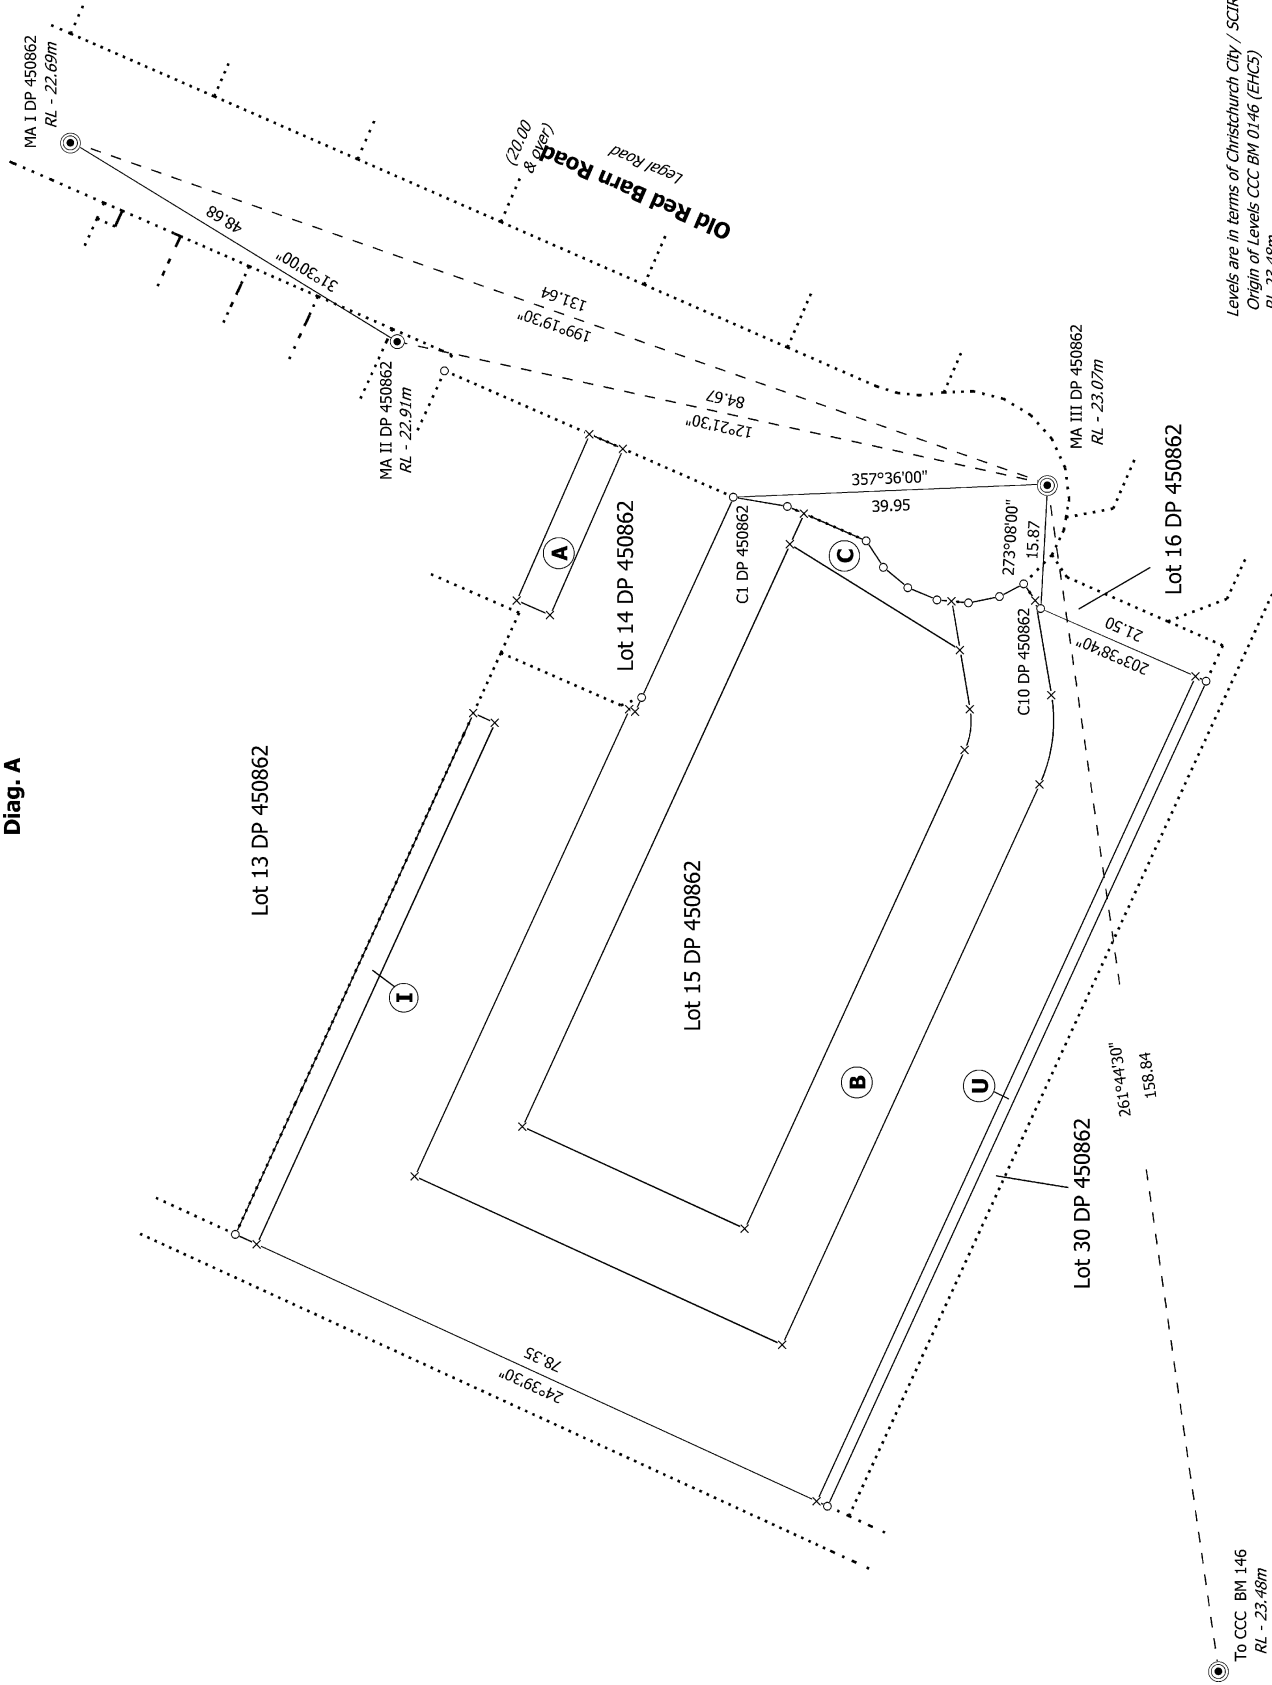 Diag. A
MA I DP 450862
RL - 22.69m
48.68
31°30'00"
(20.00
& over)
Old Red Barn Road
Legal Road
131.64
199°19'30"
MA II DP 450862
RL - 22.91m
84.67
12°21'30"
MA III DP 450862
RL - 23.07m
357°36'00"
39.95
273°08'00"
15.87
Lot 16 DP 450862
21.50
203°38'40"
C1 DP 450862
C10 DP 450862
A
C
Lot 14 DP 450862
Lot 13 DP 450862
I
Lot 15 DP 450862
B
U
Lot 30 DP 450862
261°44'30"
158.84
78.35
24°39'30"
To CCC BM 146
RL - 23.48m
Levels are in terms of Christchurch City / SCIR
Origin of Levels CCC BM 0146 (EHC5)
RL 23.48m